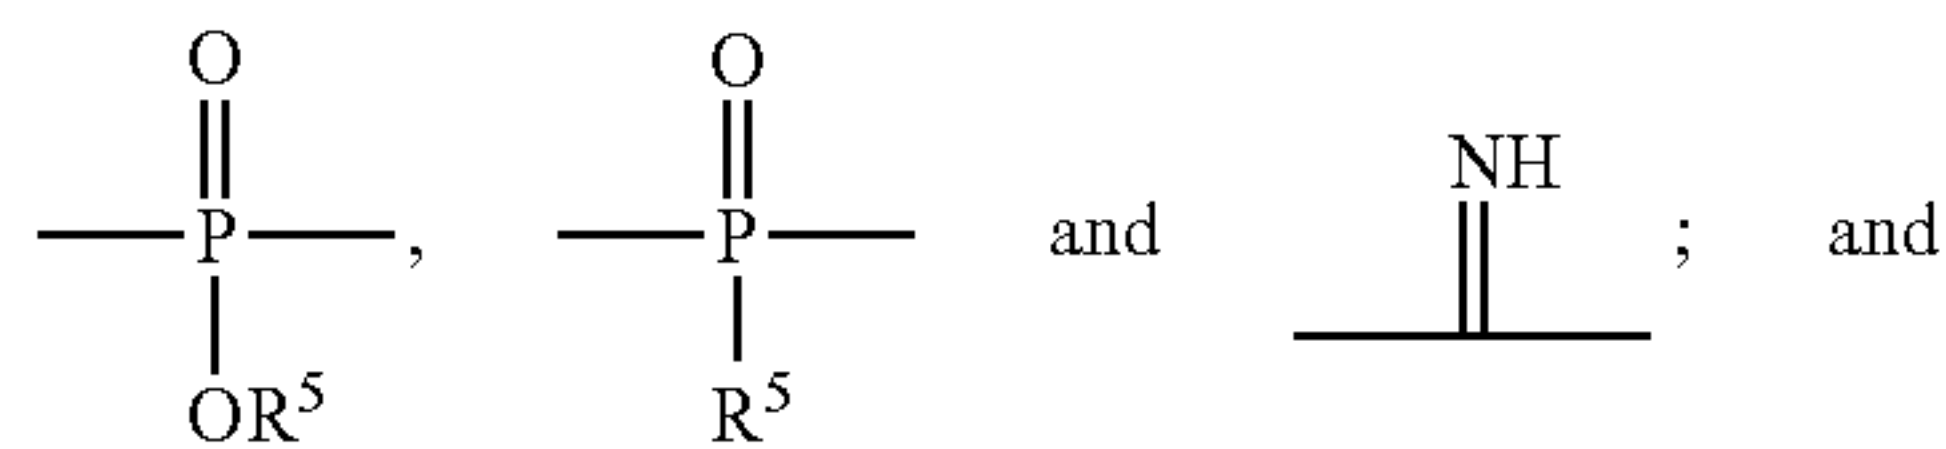 O O
NH
P , P and ; and
OR⁵ R⁵